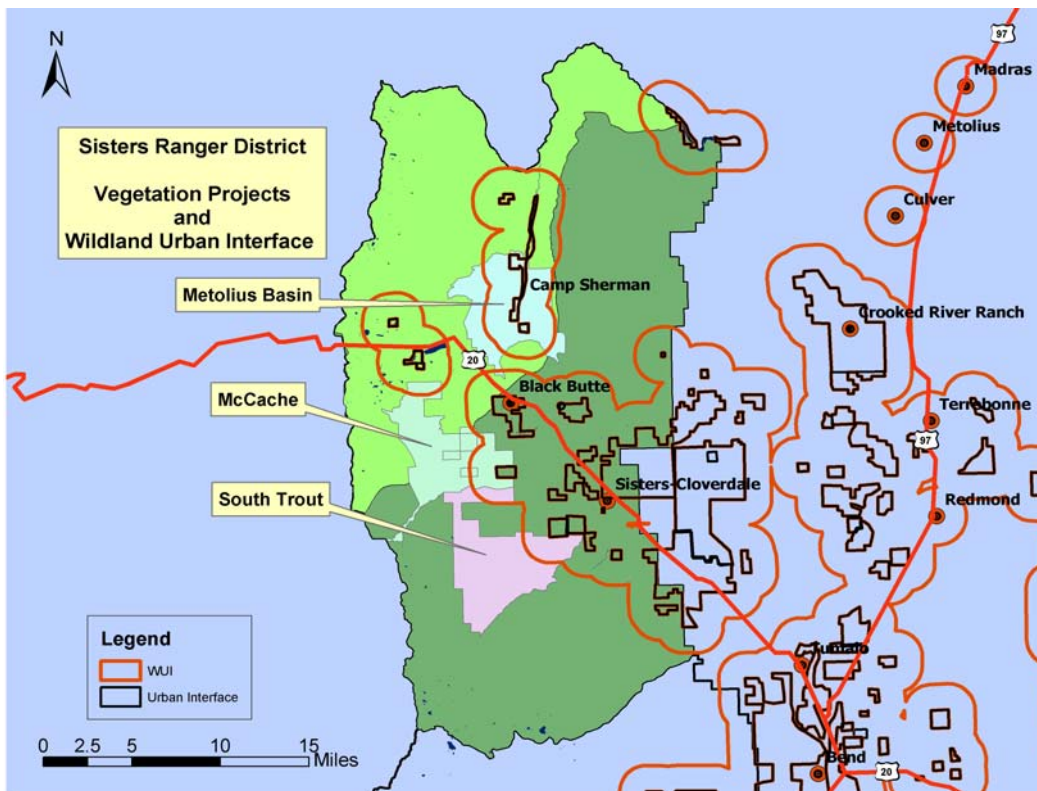 N
97
Madras
Metolius
Culver
Sisters Ranger District
Vegetation Projects
and
Wildland Urban Interface
Metolius Basin
Camp Sherman
Crooked River Ranch
20
Black Butte
McCache
Terrebonne
97
Sisters-Cloverdale
South Trout
Redmond
Legend
WUI
Urban Interface
Tumalo
0 2.5 5 10 15
Miles
Bend
20